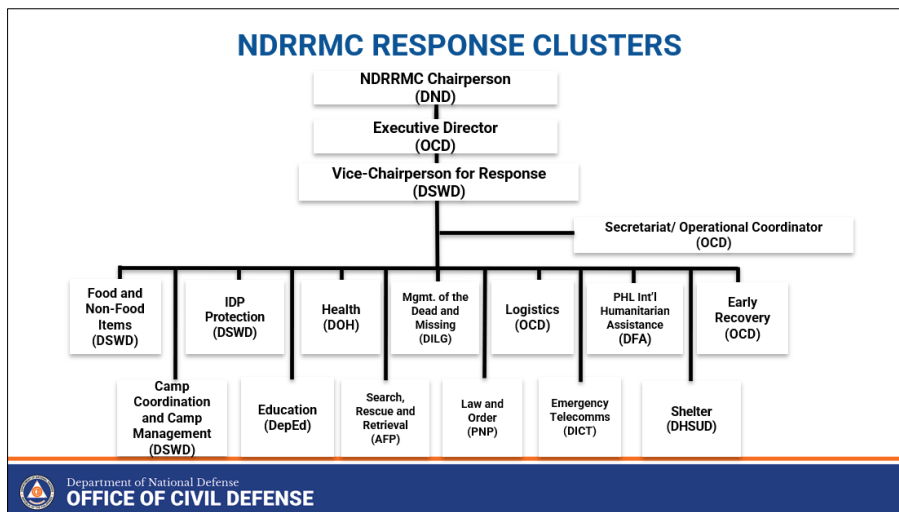 NDRRMC RESPONSE CLUSTERS
NDRRMC Chairperson
(DND)
Executive Director
(OCD)
Vice-Chairperson for Response
(DSWD)
Secretariat/ Operational Coordinator
(OCD)
Food and
Non-Food
Items
(DSWD)
IDP
Protection
(DSWD)
Health
(DOH)
Mgmt. of the
Dead and
Missing
(DILG)
Logistics
(OCD)
PHL Int'l
Humanitarian
Assistance
(DFA)
Early
Recovery
(OCD)
Camp
Coordination
and Camp
Management
(DSWD)
Education
(DepEd)
Search,
Rescue and
Retrieval
(AFP)
Law and
Order
(PNP)
Emergency
Telecomms
(DICT)
Shelter
(DHSUD)
Department of National Defense
OFFICE OF CIVIL DEFENSE